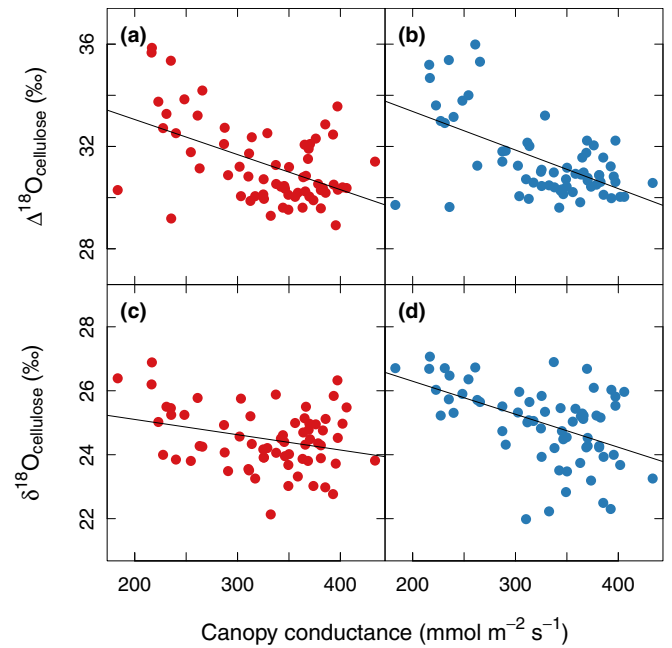 (a)
(b)
36
32
28
Δ18Ocellulose (‰)
(c)
(d)
28
26
24
22
δ18Ocellulose (‰)
200 300 400 200 300 400
Canopy conductance (mmol m−2 s−1)